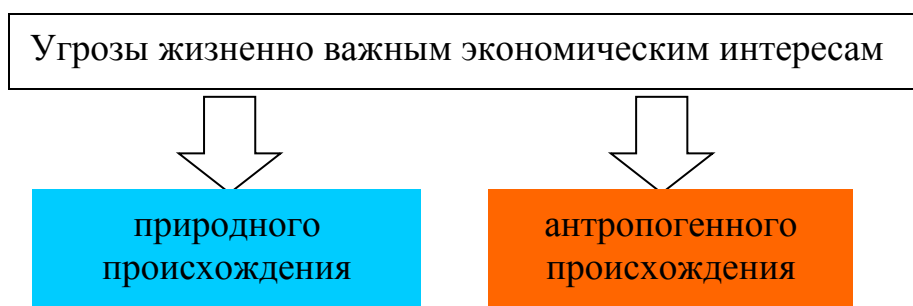 Угрозы жизненно важным экономическим интересам
природного
происхождения
антропогенного
происхождения